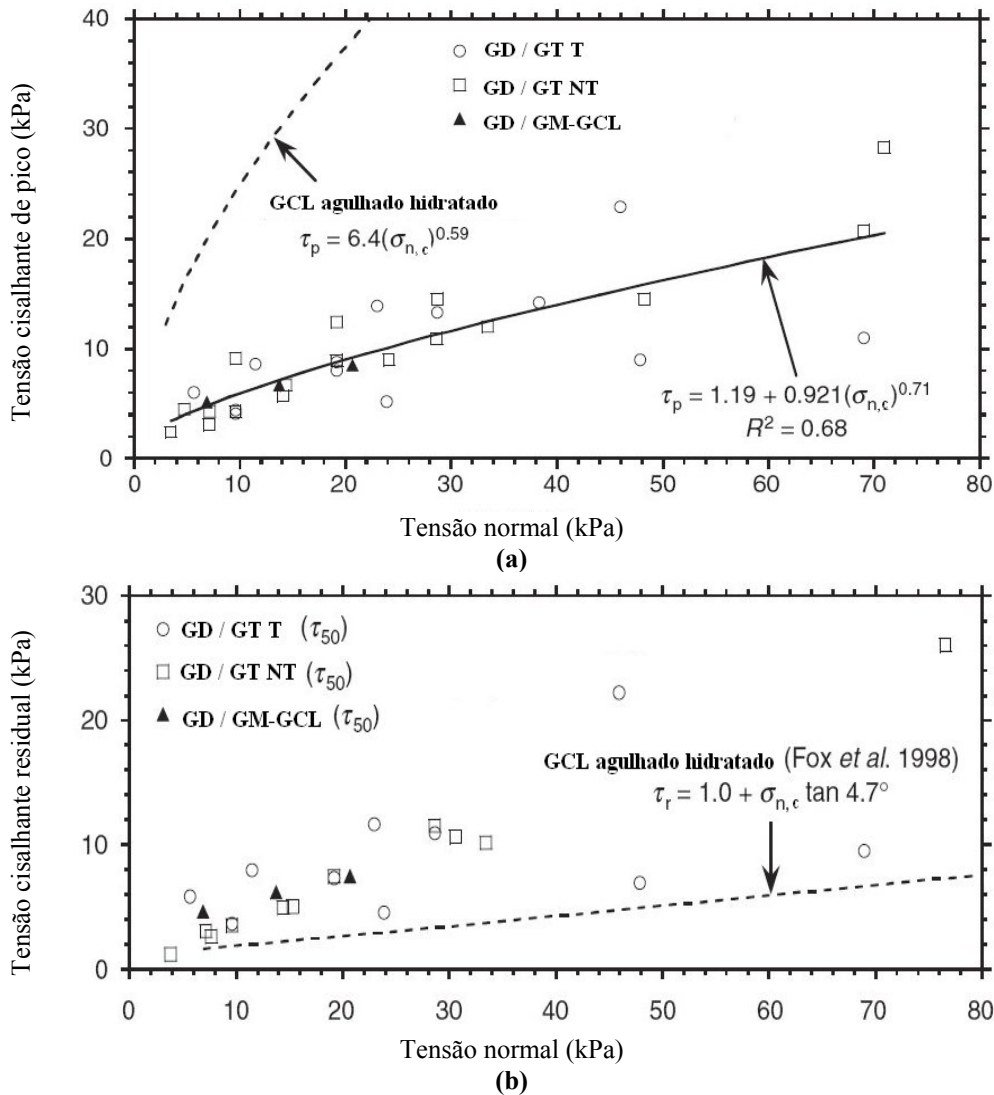 40
30
20
10
0
Tensão cisalhante de pico (kPa)
GD / GT T
GD / GT NT
GD / GM-GCL
GCL agulhado hidratado
τp = 6.4(σn,c)^0.59
τp = 1.19 + 0.921(σn,c)^0.71
R² = 0.68
0 10 20 30 40 50 60 70 80
Tensão normal (kPa)
(a)
30
20
10
0
Tensão cisalhante residual (kPa)
GD / GT T (τ50)
GD / GT NT (τ50)
GD / GM-GCL (τ50)
GCL agulhado hidratado (Fox et al. 1998)
τr = 1.0 + σn,c tan 4.7°
0 10 20 30 40 50 60 70 80
Tensão normal (kPa)
(b)